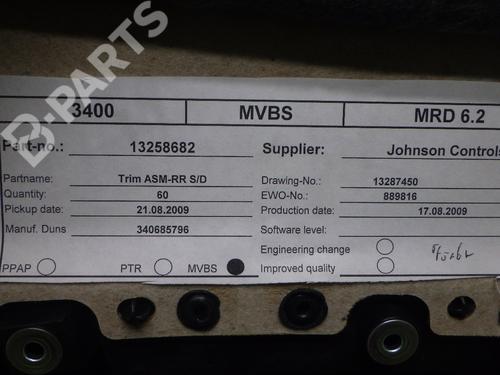 B-PARTS
3400 MVBS MRD 6.2
Part-no.: 13258682 Supplier: Johnson Controls
Partname: Trim ASM-RR S/D Drawing-No.: 13287450
Quantity: 60 EWO-No.: 889816
Pickup date: 21.08.2009 Production date: 17.08.2009
Manuf. Duns 340685796 Software level:
Engineering change
PPAP PTR MVBS Improved quality